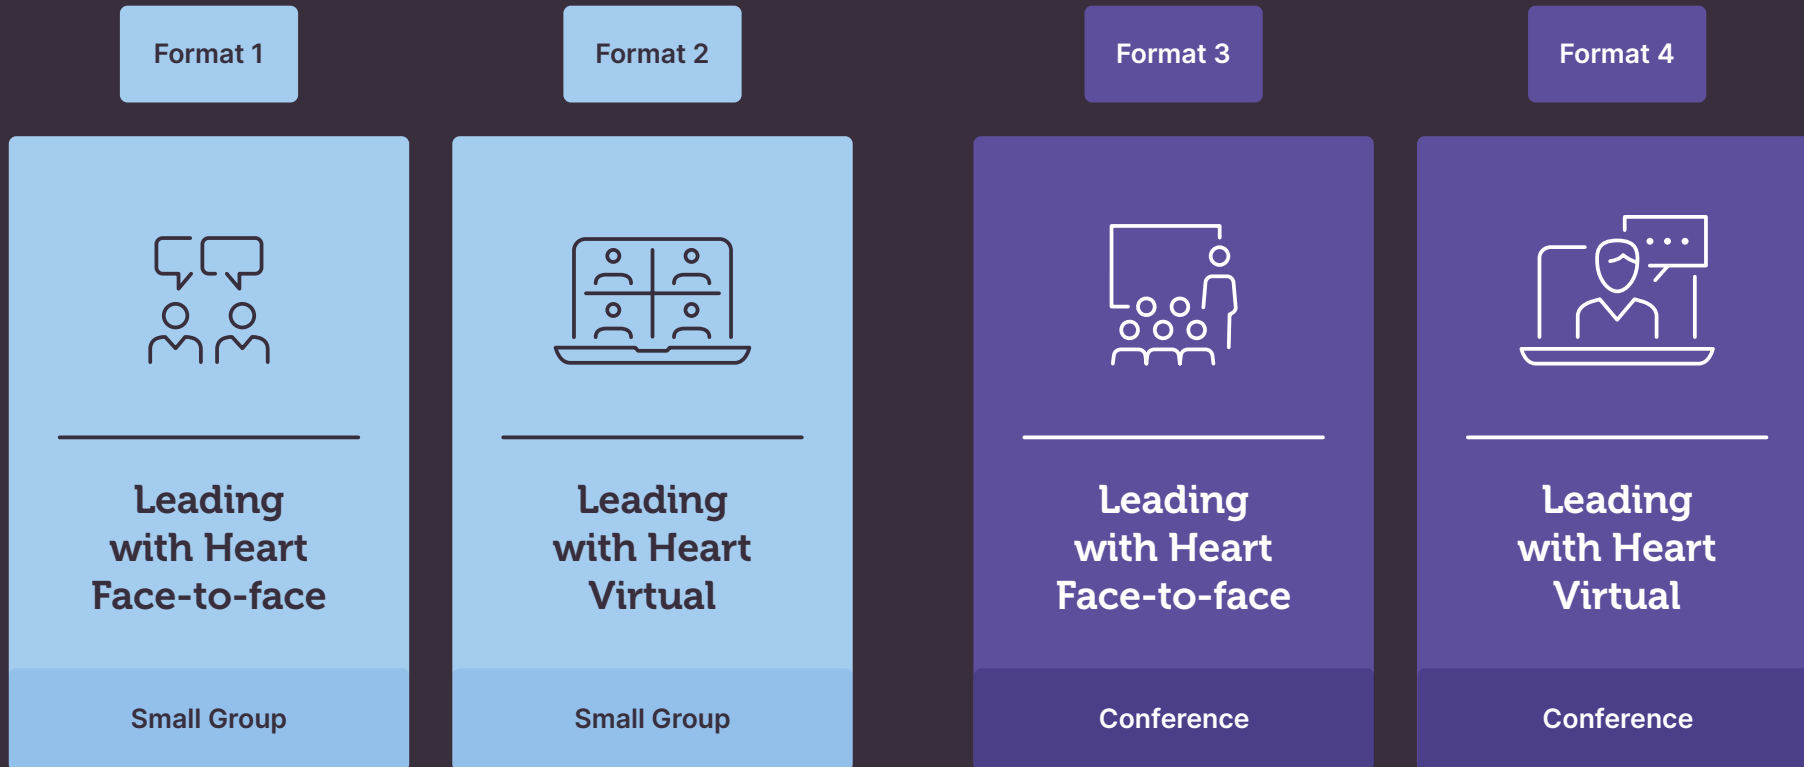 Format 1
Leading
with Heart
Face-to-face
Small Group
Format 2
Leading
with Heart
Virtual
Small Group
Format 3
Leading
with Heart
Face-to-face
Conference
Format 4
Leading
with Heart
Virtual
Conference